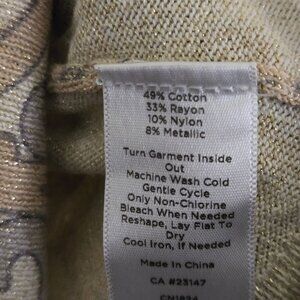 49% Cotton
33% Rayon
10% Nylon
8% Metallic
Turn Garment Inside
Out
Machine Wash Cold
Gentle Cycle
Only Non-Chlorine
Bleach When Needed
Reshape, Lay Flat To
Dry
Cool Iron, If Needed
Made In China
CA #23147